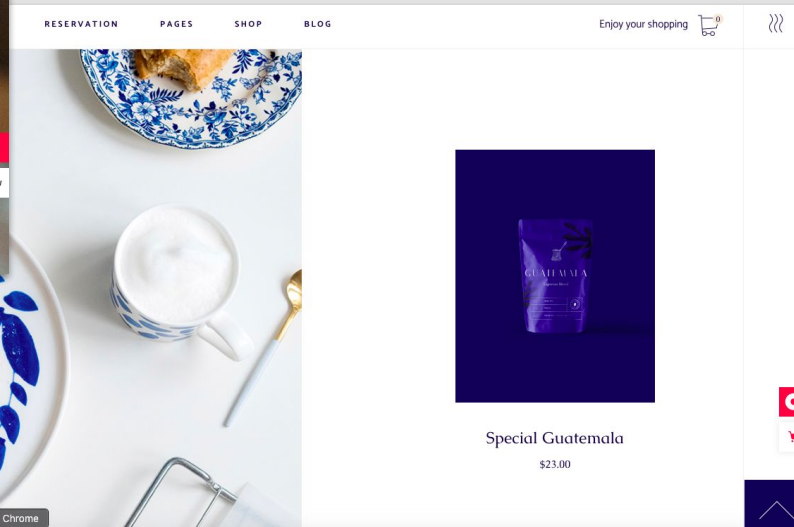 RESERVATION PAGES SHOP BLOG
Enjoy your shopping 0
GUATEMALA
Special Guatemala
$23.00
Chrome